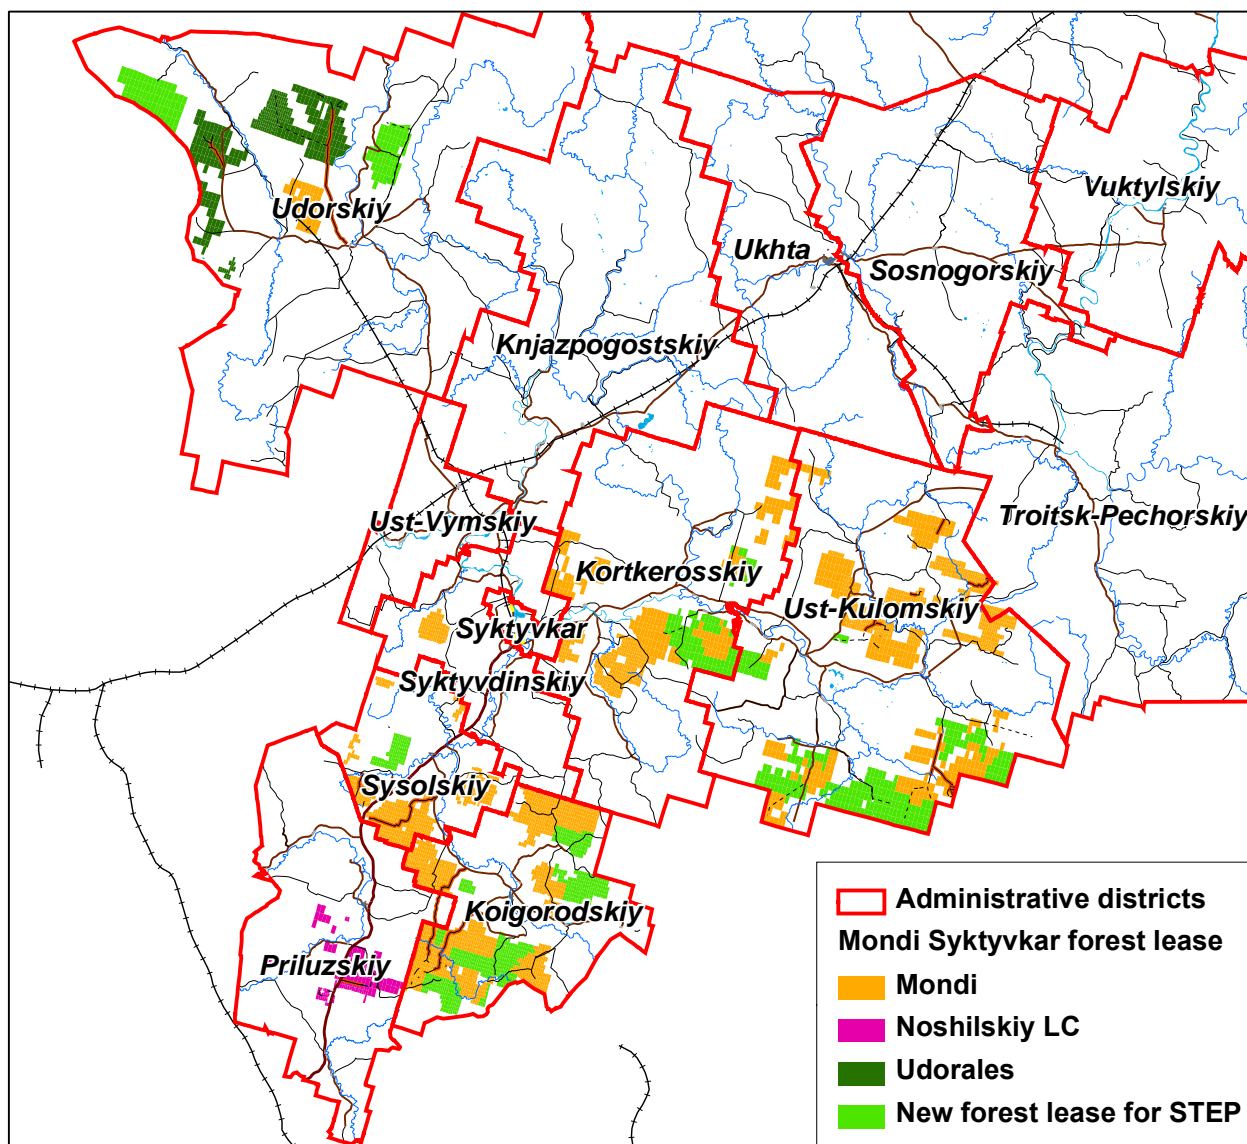 Vuktylskiy
Udorskiy
Ukhta
Sosnogorskiy
Knjazpogostskiy
Ust-Vymskiy
Troitsk-Pechorskiy
Kortkerosskiy
Ust-Kulomskiy
Syktyvkar
Syktyvdinskiy
Sysolskiy
Koigorodskiy
Priluzskiy
Administrative districts
Mondi Syktyvkar forest lease
Mondi
Noshilskiy LC
Udorales
New forest lease for STEP